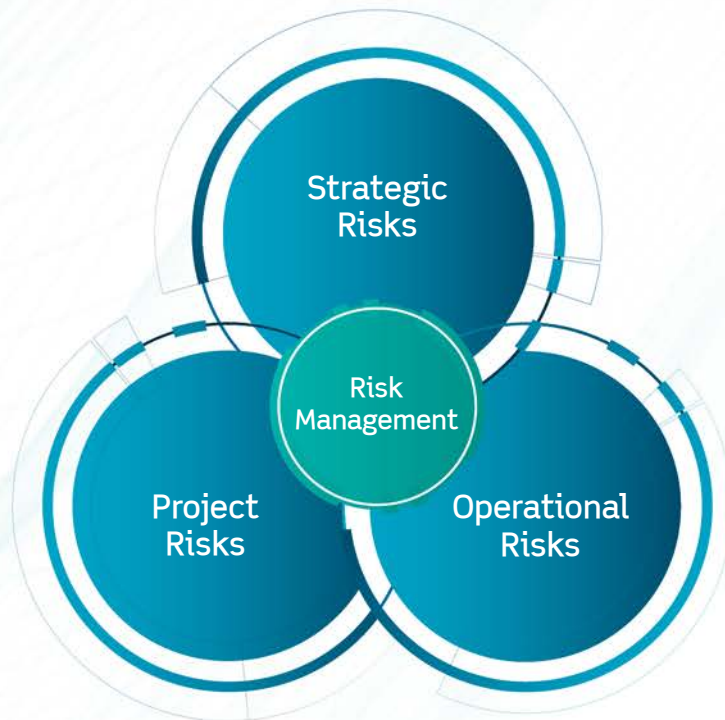 Strategic
Risks
Risk
Management
Project
Risks
Operational
Risks